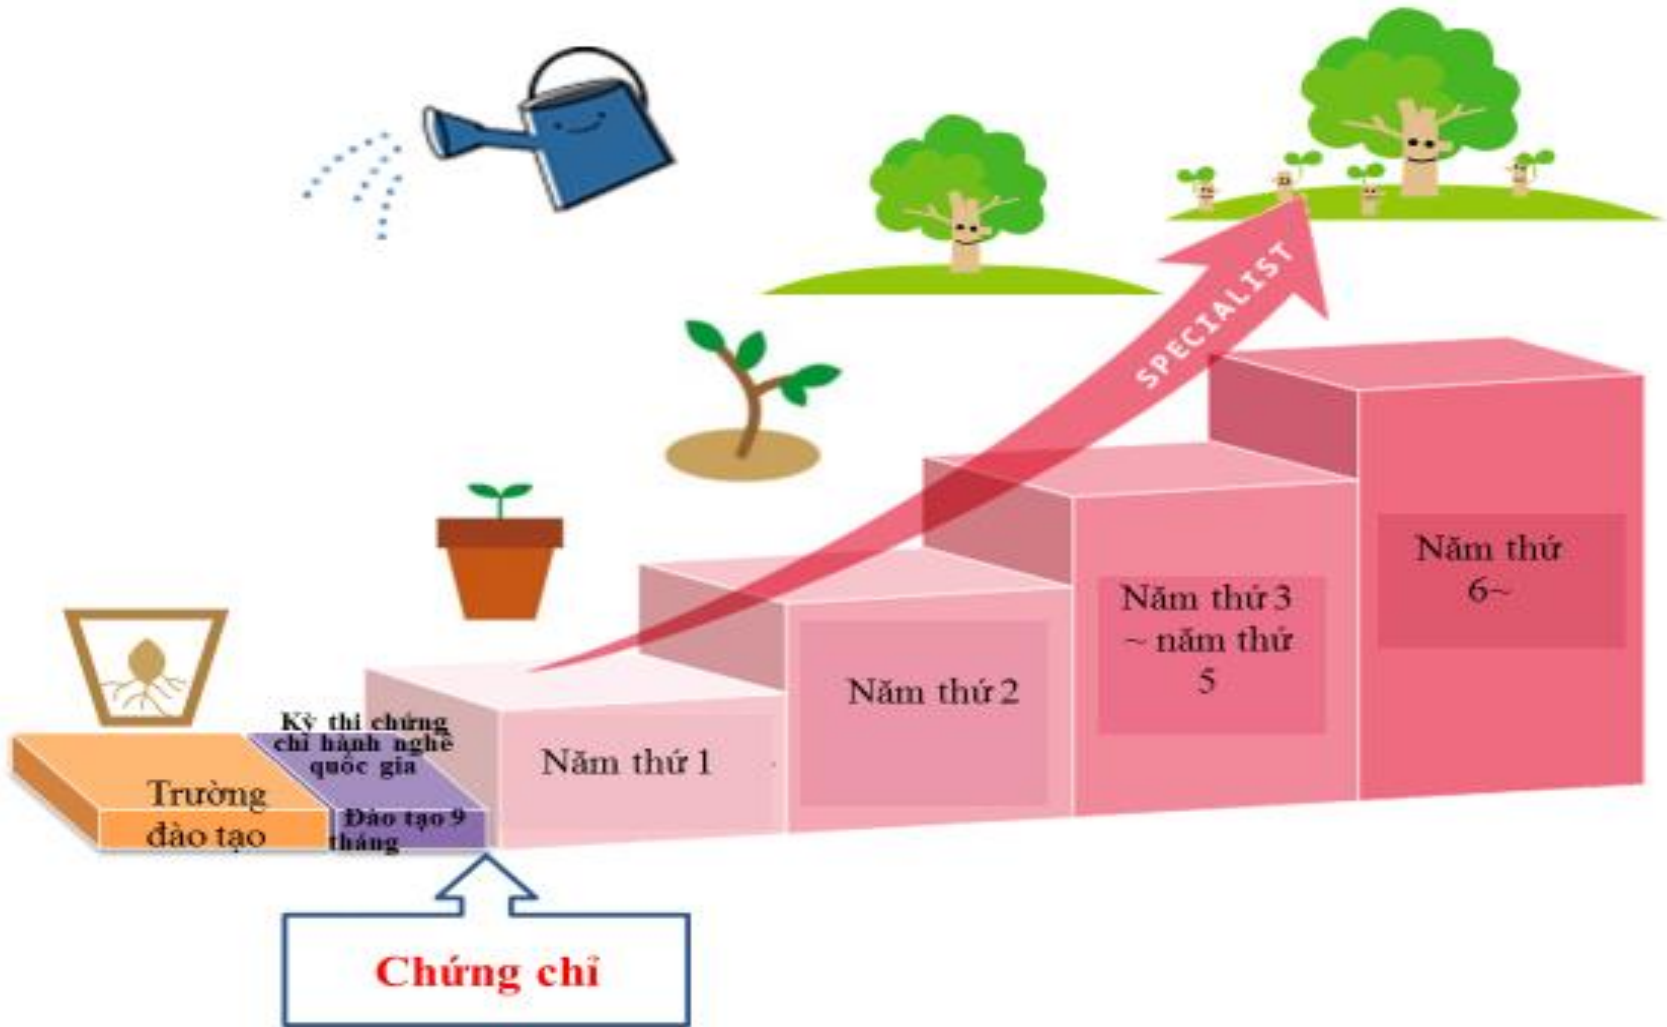 SPECIALIST
Năm thứ
6~
Năm thứ 3
~ năm thứ
5
Năm thứ 2
Năm thứ 1
Kỳ thi chứng
chỉ hành nghề
quốc gia
Đào tạo 9
tháng
Trường
đào tạo
Chứng chỉ